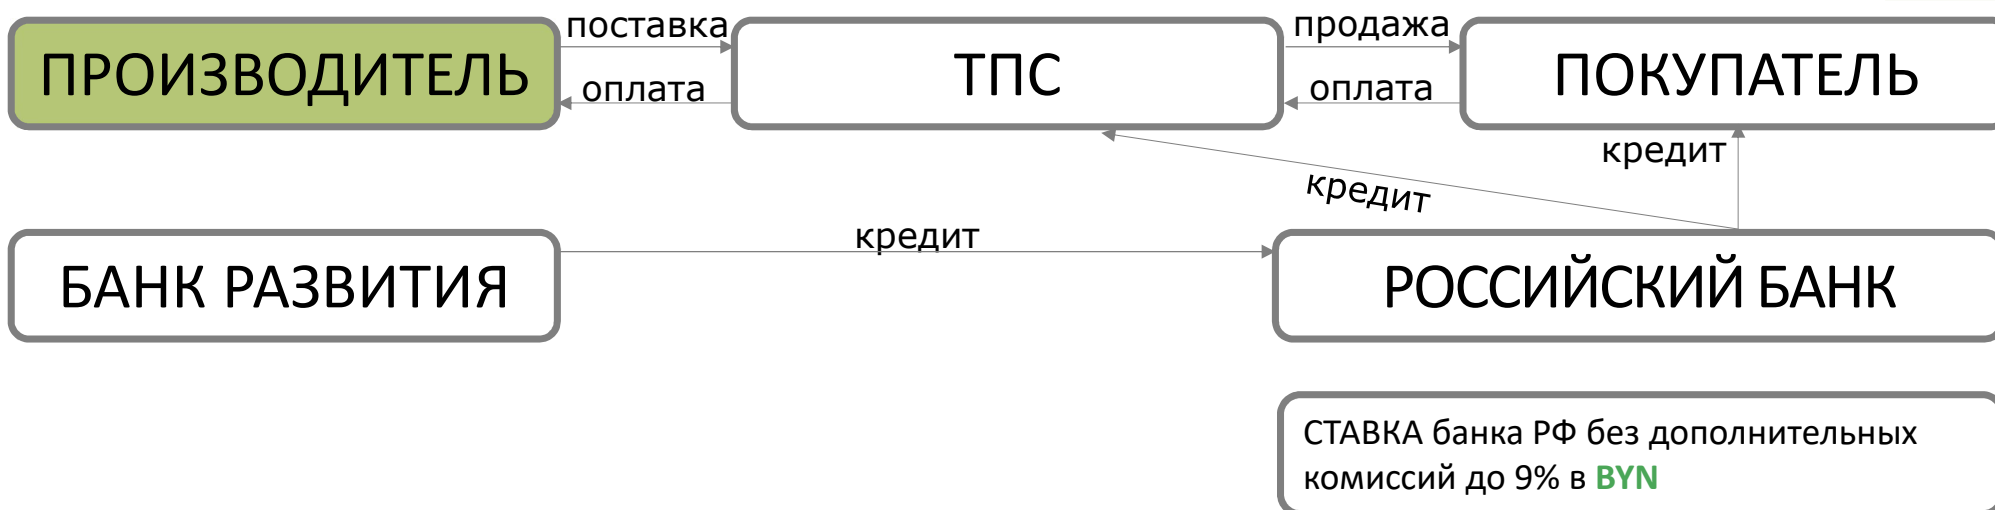 поставка
продажа
ПРОИЗВОДИТЕЛЬ
ТПС
ПОКУПАТЕЛЬ
оплата
оплата
кредит
кредит
кредит
БАНК РАЗВИТИЯ
РОССИЙСКИЙ БАНК
СТАВКА банка РФ без дополнительных
комиссий до 9% в BYN